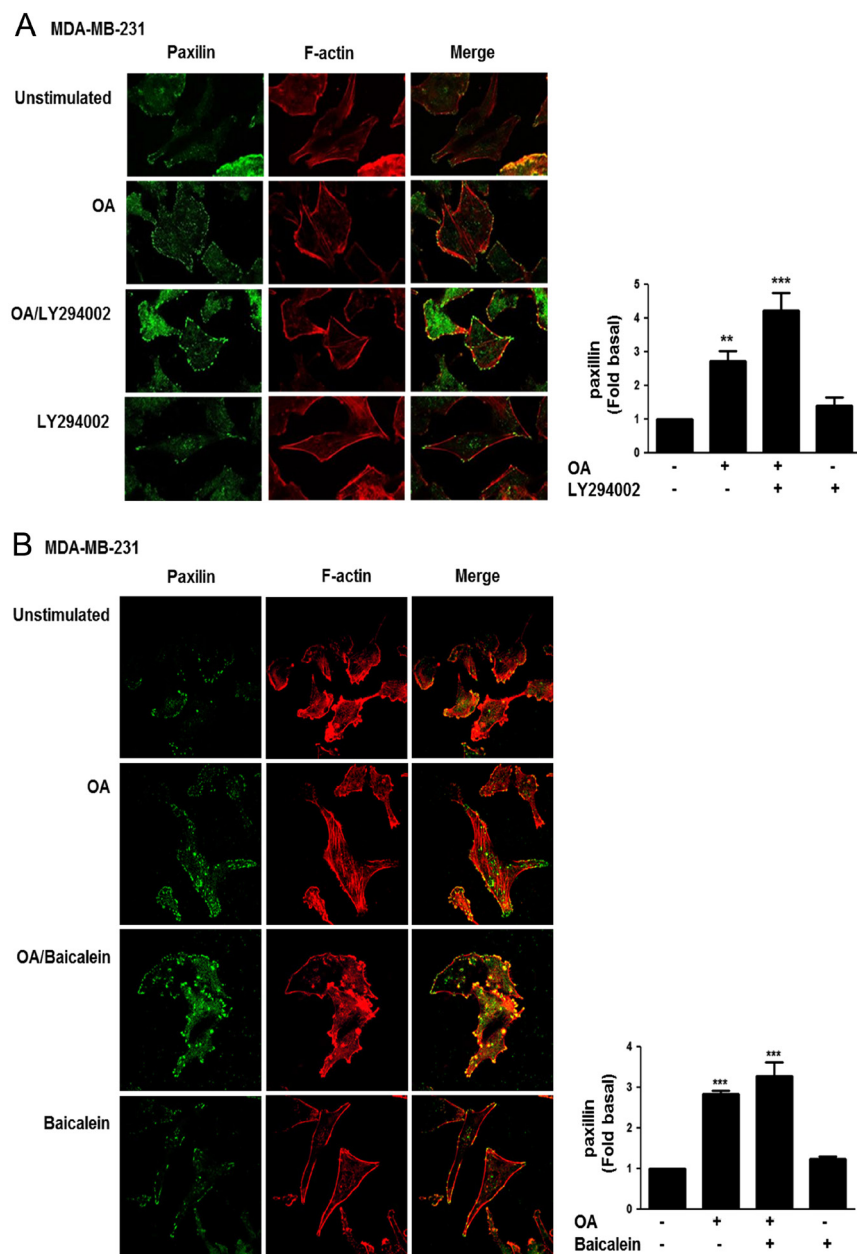 A MDA-MB-231
Paxilin F-actin Merge
Unstimulated
OA
OA/LY294002
LY294002
paxillin
(Fold basal)
5
4
3
2
1
0
**
***
OA - + + -
LY294002 - - + +
B MDA-MB-231
Paxilin F-actin Merge
Unstimulated
OA
OA/Baicalein
Baicalein
paxillin
(Fold basal)
4
3
2
1
0
***
***
OA - + + -
Baicalein - - + +